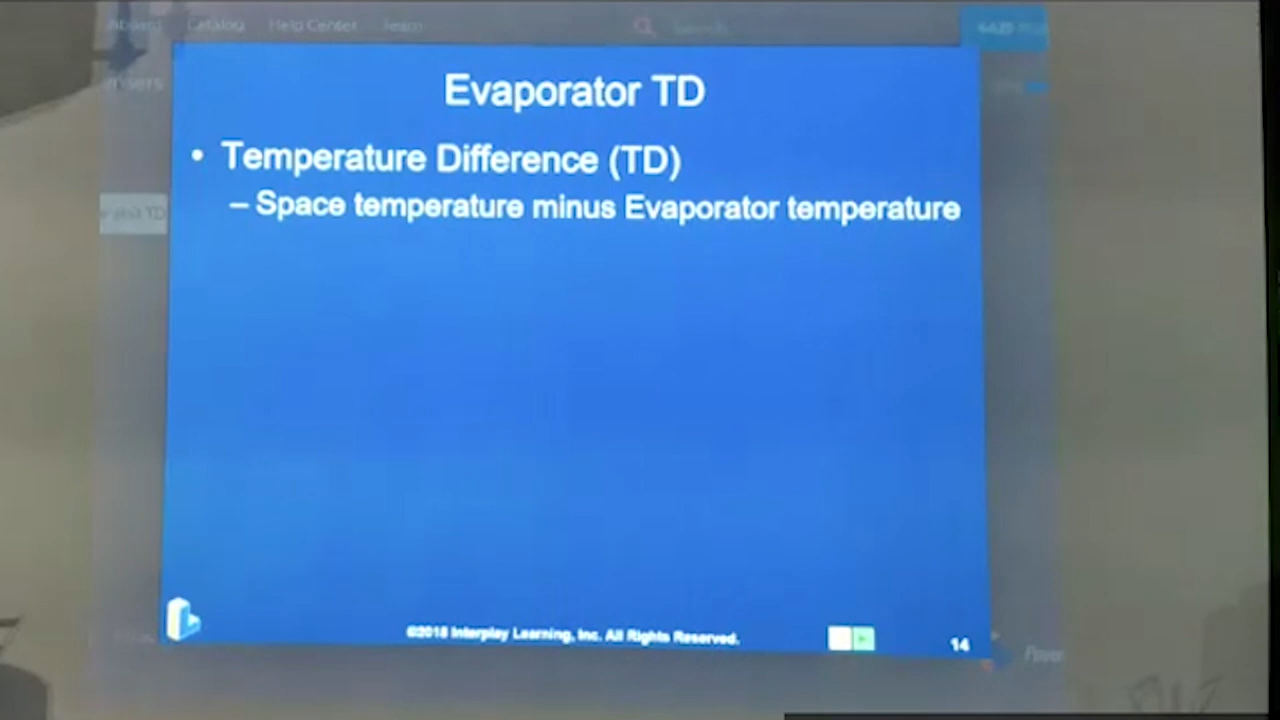 Catalog Help Center Team
Evaporator TD
• Temperature Difference (TD)
– Space temperature minus Evaporator temperature
©2018 Interplay Learning, Inc. All Rights Reserved.
14